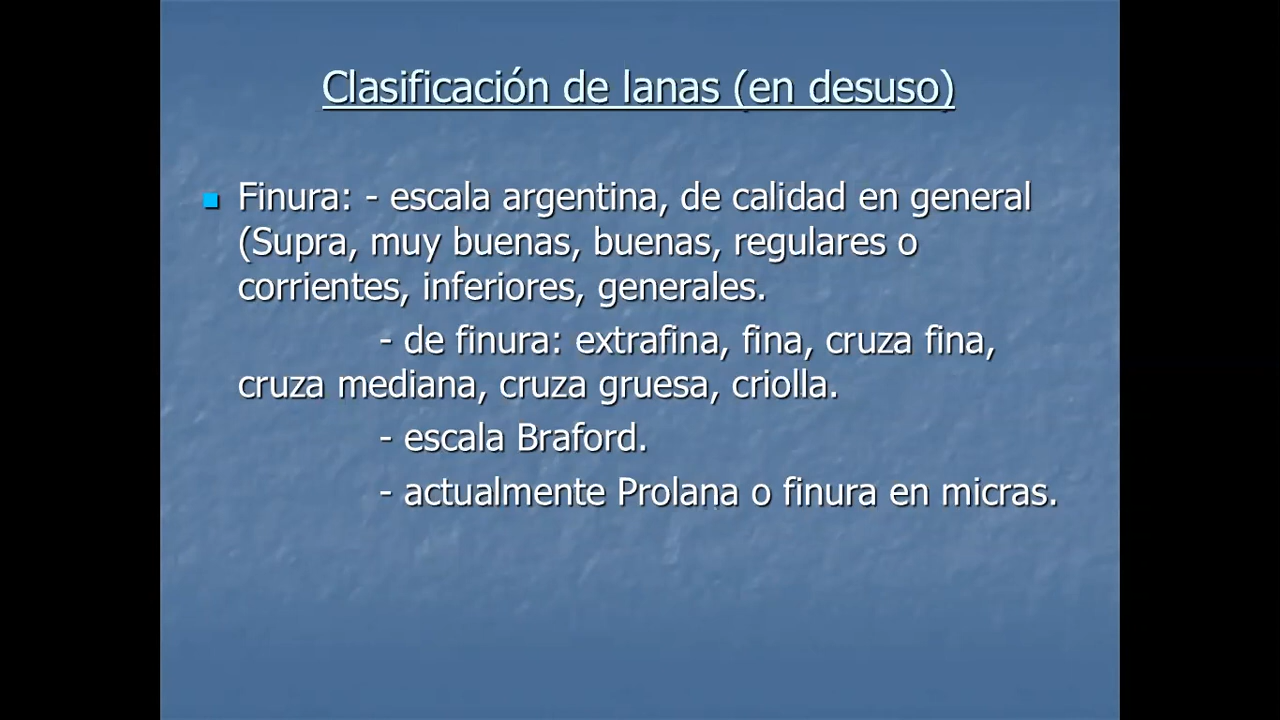 Clasificación de lanas (en desuso)
Finura: - escala argentina, de calidad en general
(Supra, muy buenas, buenas, regulares o
corrientes, inferiores, generales.
- de finura: extrafina, fina, cruza fina,
cruza mediana, cruza gruesa, criolla.
- escala Braford.
- actualmente Prolana o finura en micras.